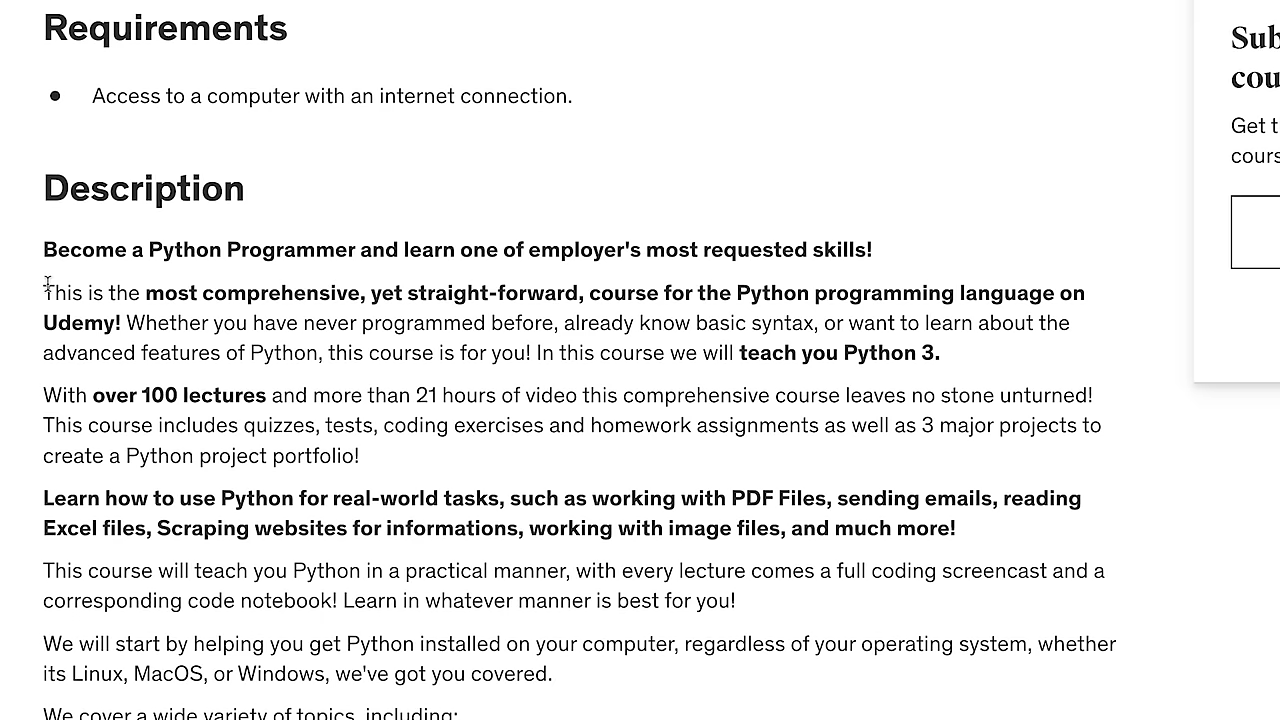 Requirements
Access to a computer with an internet connection.
Description
Become a Python Programmer and learn one of employer's most requested skills!
This is the most comprehensive, yet straight-forward, course for the Python programming language on
Udemy! Whether you have never programmed before, already know basic syntax, or want to learn about the
advanced features of Python, this course is for you! In this course we will teach you Python 3.
With over 100 lectures and more than 21 hours of video this comprehensive course leaves no stone unturned!
This course includes quizzes, tests, coding exercises and homework assignments as well as 3 major projects to
create a Python project portfolio!
Learn how to use Python for real-world tasks, such as working with PDF Files, sending emails, reading
Excel files, Scraping websites for informations, working with image files, and much more!
This course will teach you Python in a practical manner, with every lecture comes a full coding screencast and a
corresponding code notebook! Learn in whatever manner is best for you!
We will start by helping you get Python installed on your computer, regardless of your operating system, whether
its Linux, MacOS, or Windows, we've got you covered.
We cover a wide variety of topics, including:
Sub
cou
Get t
cours